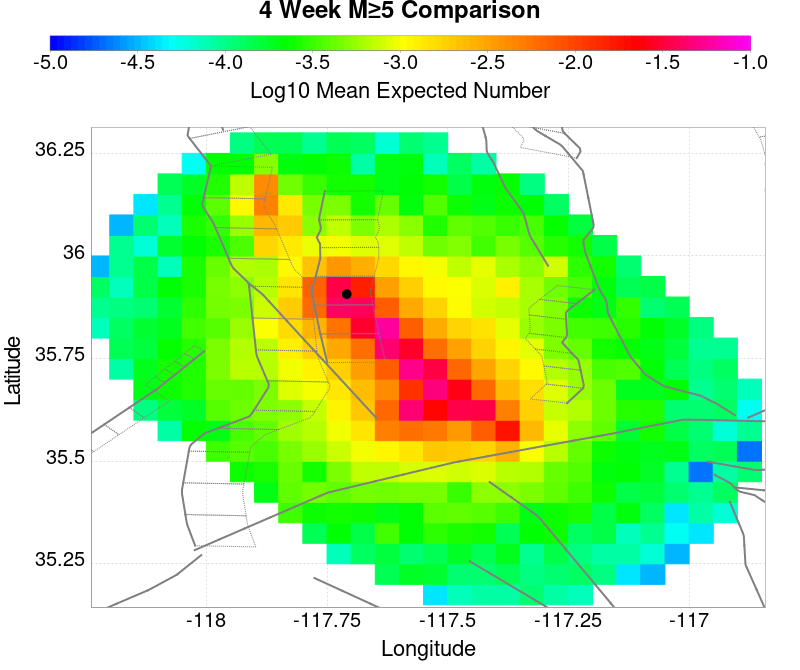 4 Week M≥5 Comparison
-5.0 -4.5 -4.0 -3.5 -3.0 -2.5 -2.0 -1.5 -1.0
Log10 Mean Expected Number
36.25
36
35.75
35.5
35.25
Latitude
-118 -117.75 -117.5 -117.25 -117
Longitude